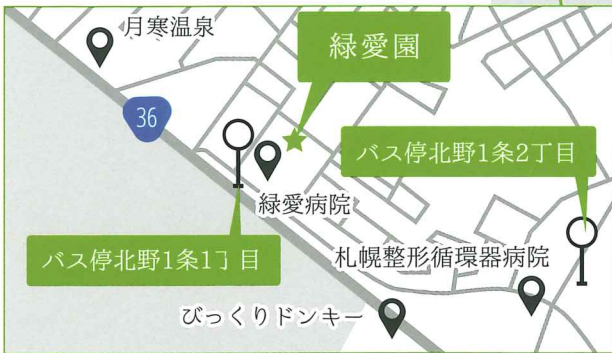 月寒温泉
緑愛園
36
バス停北野1条2丁目
緑愛病院
バス停北野1条1丁目
札幌整形循環器病院
びっくりドンキー